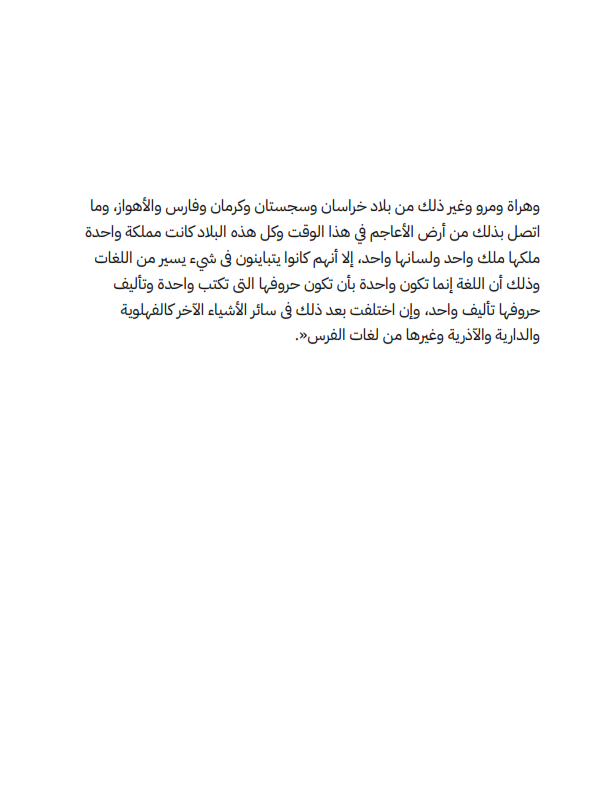 وهراة ومرو وغير ذلك من بلاد خراسان وسجستان وكرمان وفارس والأهواز، وما
اتصل بذلك من أرض الأعاجم في هذا الوقت وكل هذه البلاد كانت مملكة واحدة
ملكها ملك واحد ولسانها واحد، إلا أنهم كانوا يتباينون فى شيء يسير من اللغات
وذلك أن اللغة إنما تكون واحدة بأن تكون حروفها التى تكتب واحدة وتأليف
حروفها تأليف واحد، وإن اختلفت بعد ذلك فى سائر الأشياء الآخر كالفهلوية
والدارية والآذرية وغيرها من لغات الفرس».